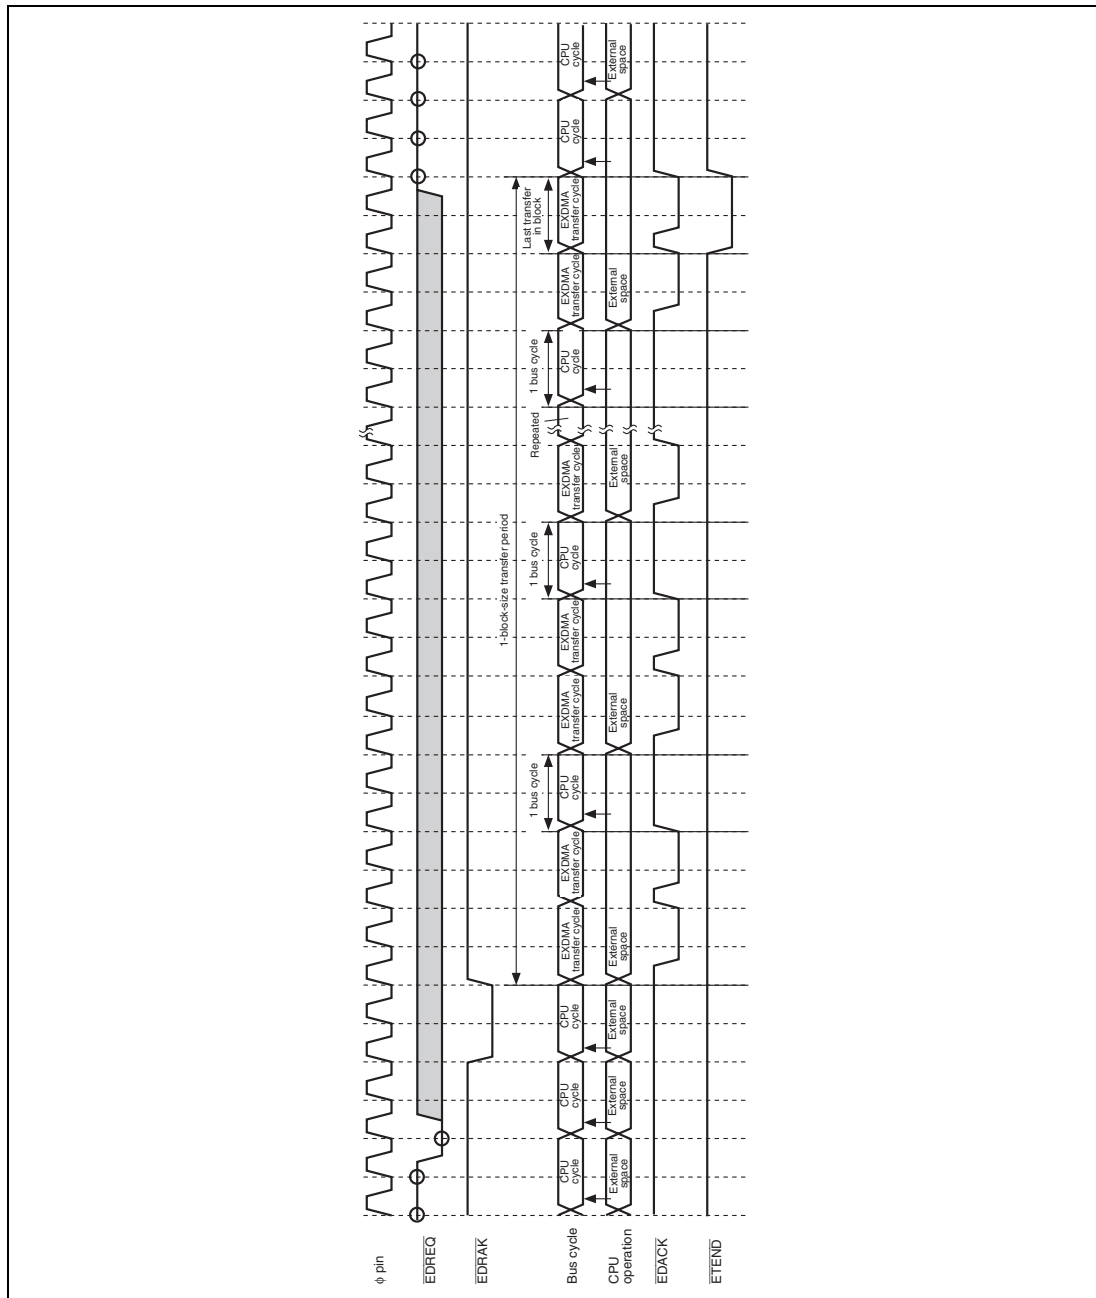 φ pin
EDREQ
EDRAK
1-block-size transfer period
Last transfer
in block
1 bus cycle
1 bus cycle
Repeated
1 bus cycle
Bus cycle
CPU
cycle
CPU
cycle
CPU
cycle
EXDMA
transfer cycle
EXDMA
transfer cycle
CPU
cycle
EXDMA
transfer cycle
EXDMA
transfer cycle
CPU
cycle
EXDMA
transfer cycle
CPU
cycle
EXDMA
transfer cycle
EXDMA
transfer cycle
CPU
cycle
CPU
cycle
CPU
operation
External
space
External
space
External
space
External
space
External
space
External
space
External
space
External
space
EDACK
ETEND